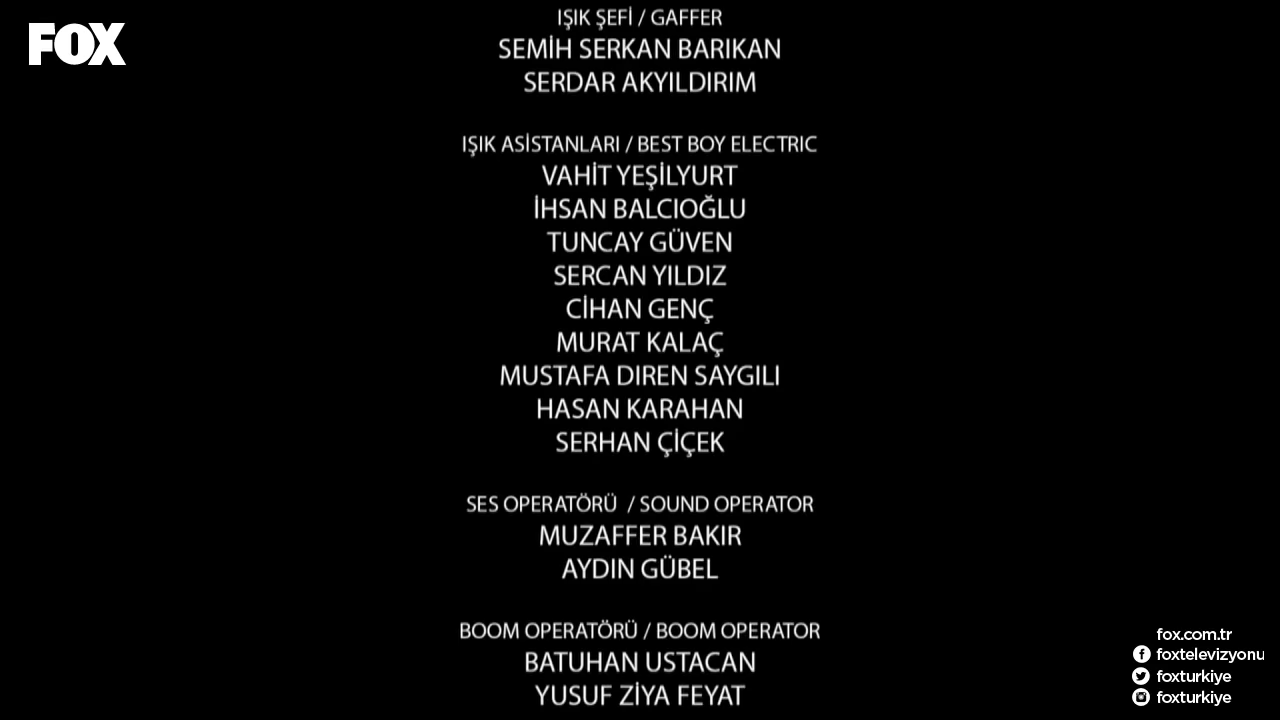 FOX
IŞIK ŞEFİ / GAFFER
SEMİH SERKAN BARIKAN
SERDAR AKYILDIRIM
IŞIK ASİSTANLARI / BEST BOY ELECTRIC
VAHİT YEŞİLYURT
İHSAN BALCIOĞLU
TUNCAY GÜVEN
SERCAN YILDIZ
CİHAN GENÇ
MURAT KALAÇ
MUSTAFA DIREN SAYGILI
HASAN KARAHAN
SERHAN ÇİÇEK
SES OPERATÖRÜ / SOUND OPERATOR
MUZAFFER BAKIR
AYDIN GÜBEL
BOOM OPERATÖRÜ / BOOM OPERATOR
BATUHAN USTACAN
YUSUF ZİYA FEYAT
fox.com.tr
foxtelevizyonu
foxturkiye
foxturkiye